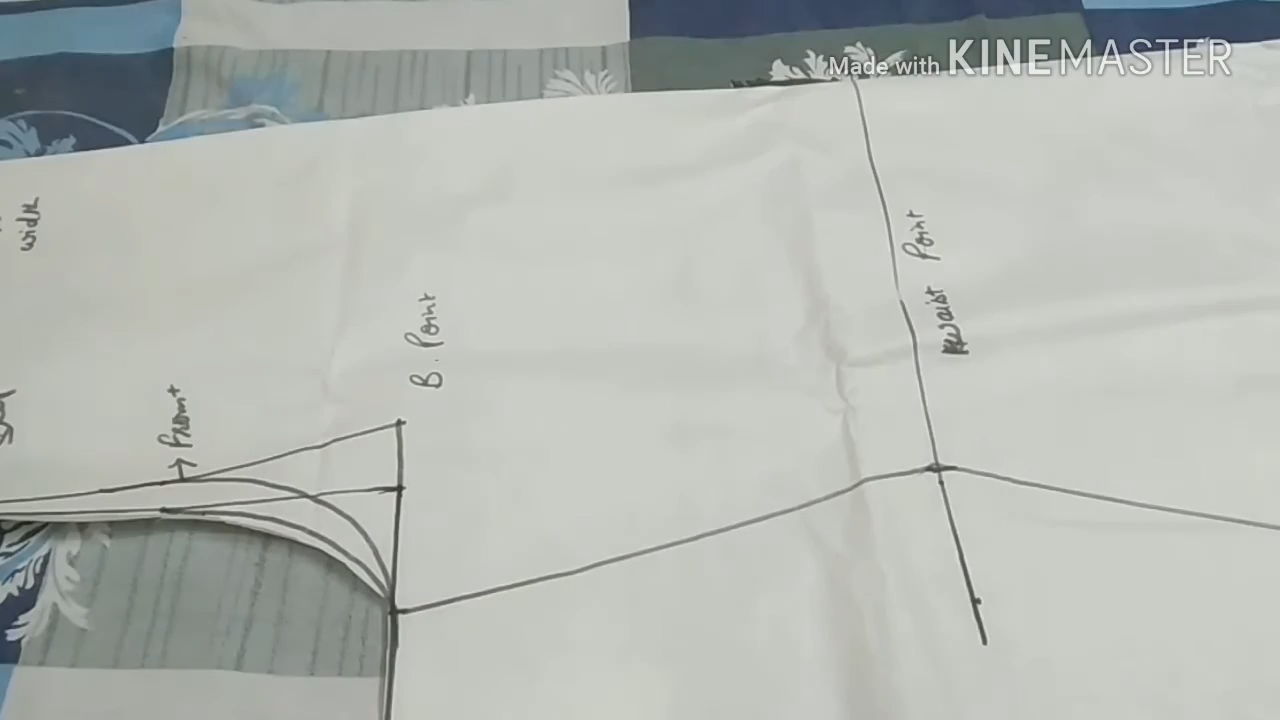 Made with KINEMASTER
width
Front
B. Point
Waist Point